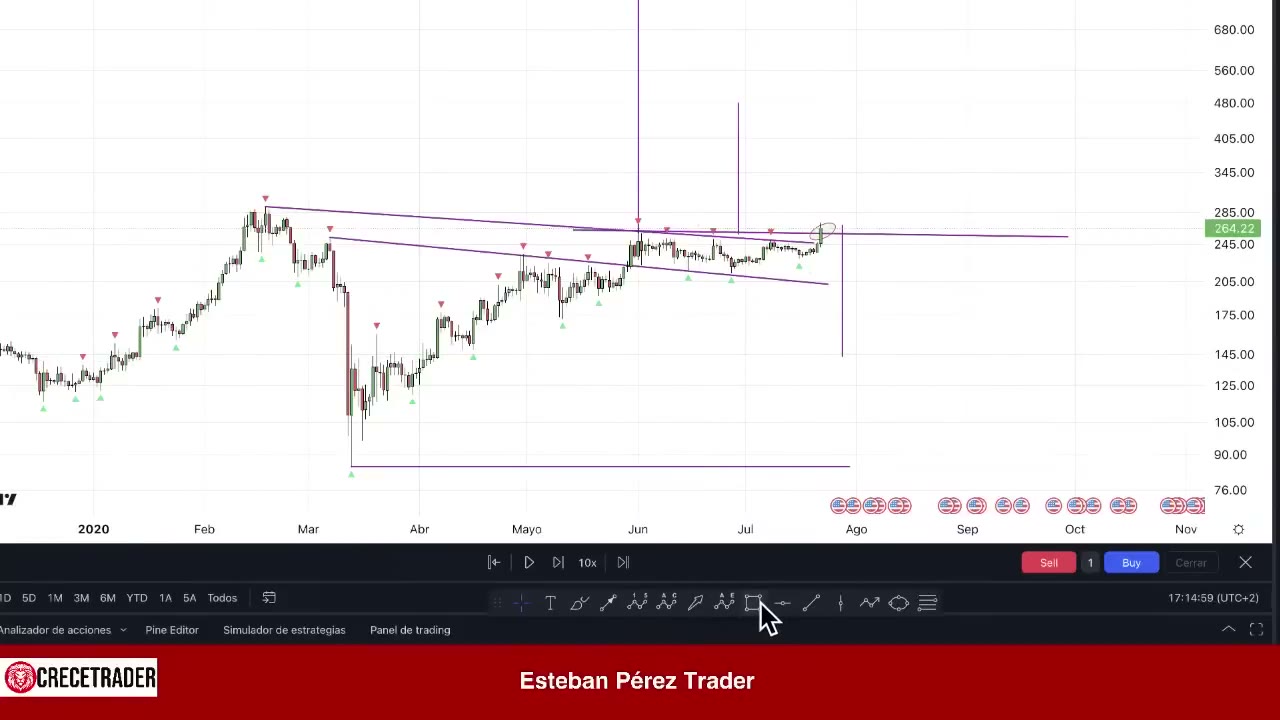 680.00
560.00
480.00
405.00
345.00
285.00
264.22
245.00
205.00
175.00
145.00
125.00
105.00
90.00
76.00
2020 Feb Mar Abr Mayo Jun Jul Ago Sep Oct Nov
10x Sell 1 Buy Cerrar
1D 5D 1M 3M 6M YTD 1A 5A Todos 17:14:59 (UTC+2)
Analizador de acciones Pine Editor Simulador de estrategias Panel de trading
CRECETRADER
Esteban Pérez Trader